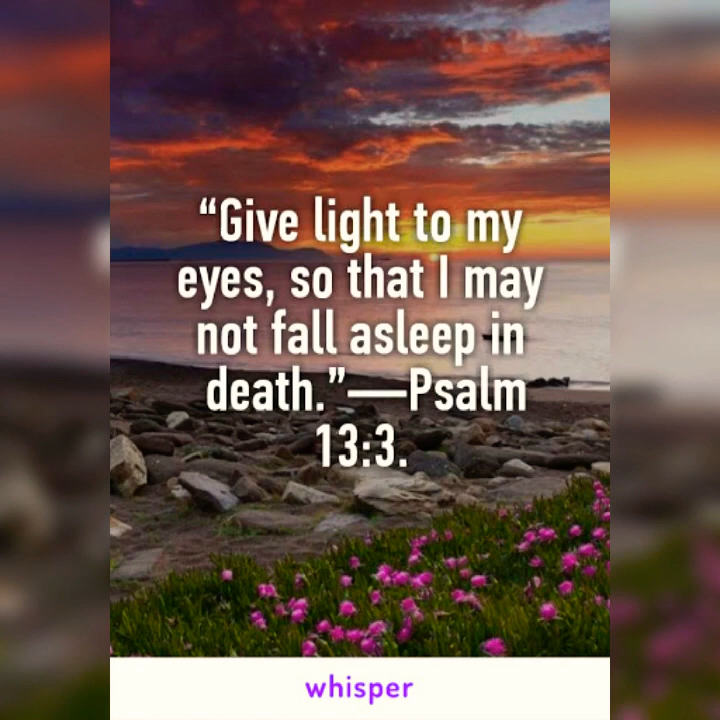 “Give light to my
eyes, so that I may
not fall asleep in
death.”—Psalm
13:3.
whisper